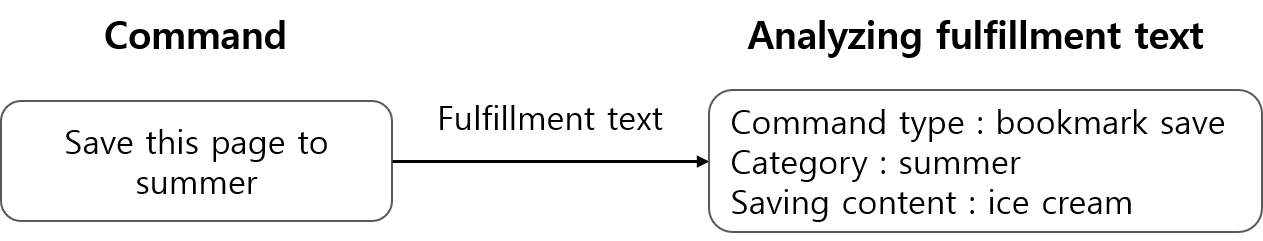 Command
Analyzing fulfillment text
Save this page to
summer
Fulfillment text
Command type : bookmark save
Category : summer
Saving content : ice cream